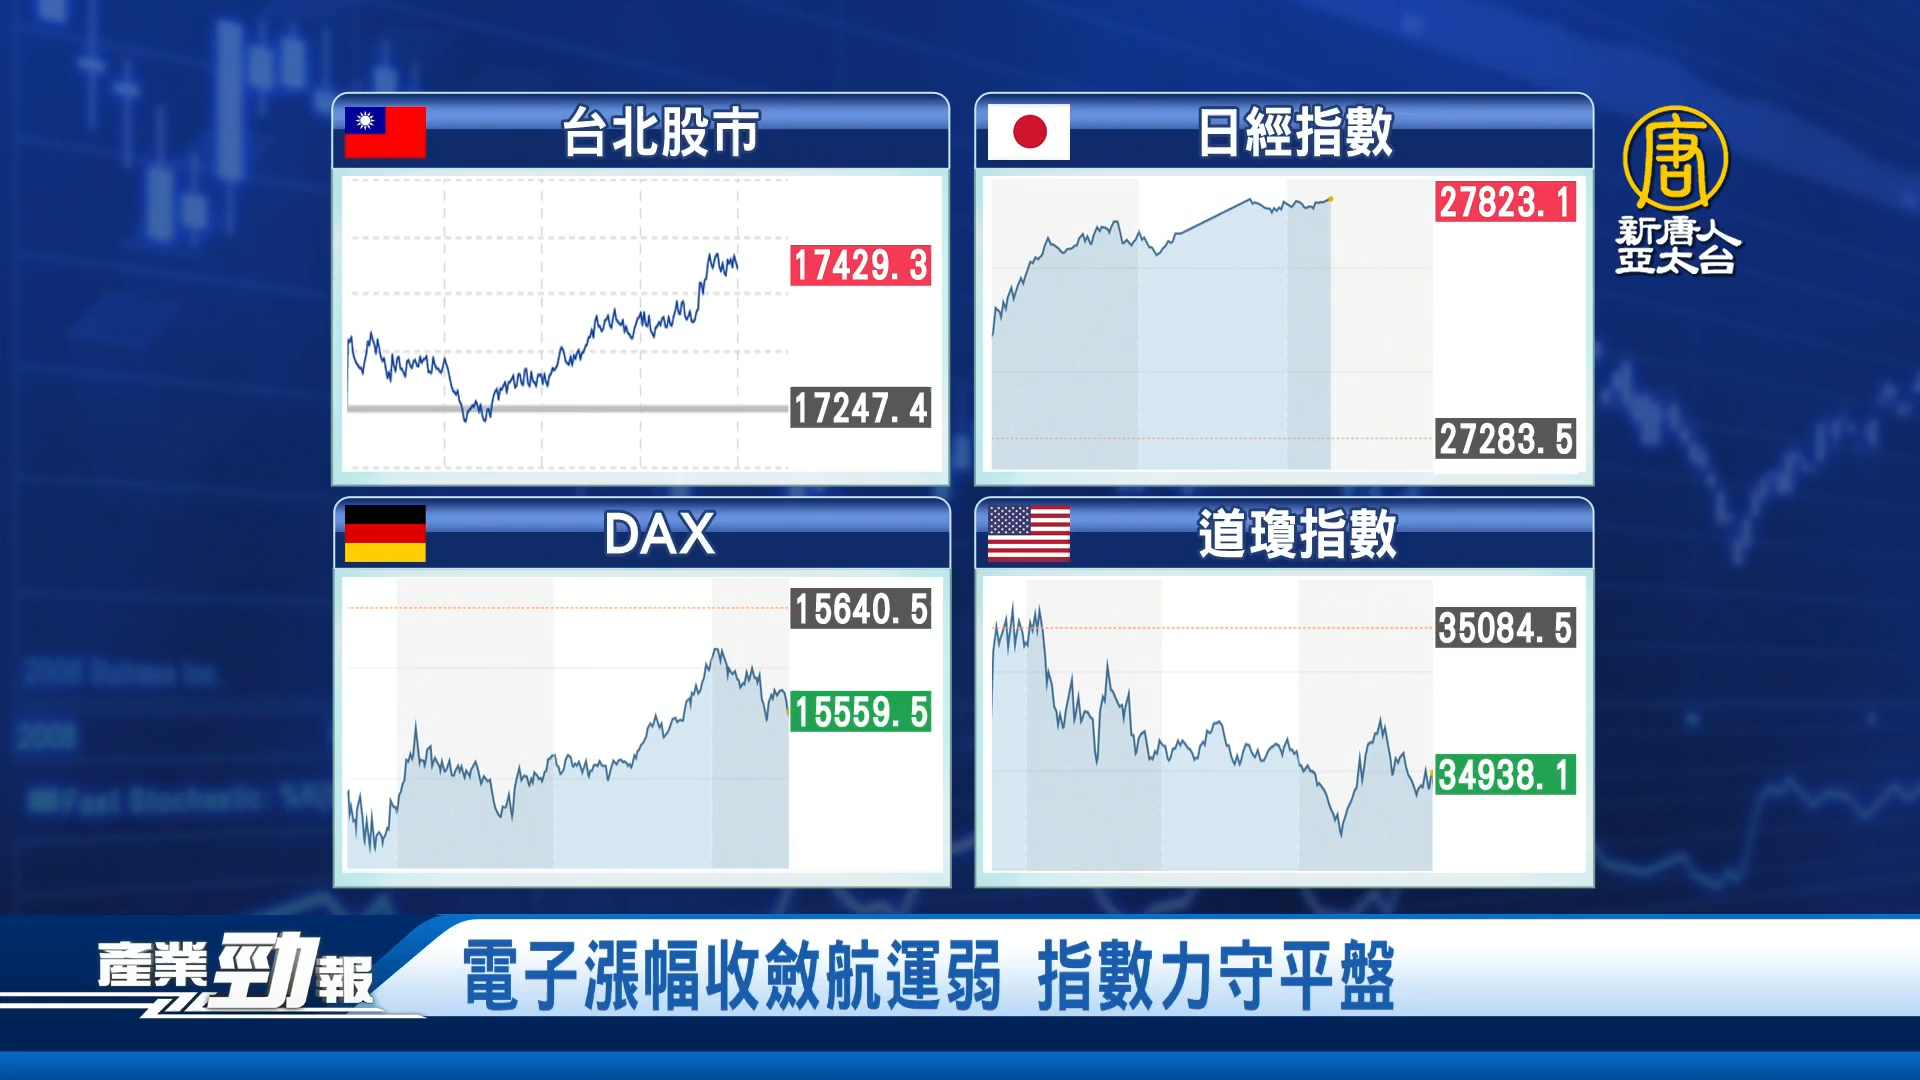 台北股市
17429.3
17247.4
日經指數
27823.1
27283.5
唐
新唐人
亞太台
DAX
15640.5
15559.5
道瓊指數
35084.5
34938.1
2008
產業勁報
電子漲幅收斂航運弱 指數力守平盤